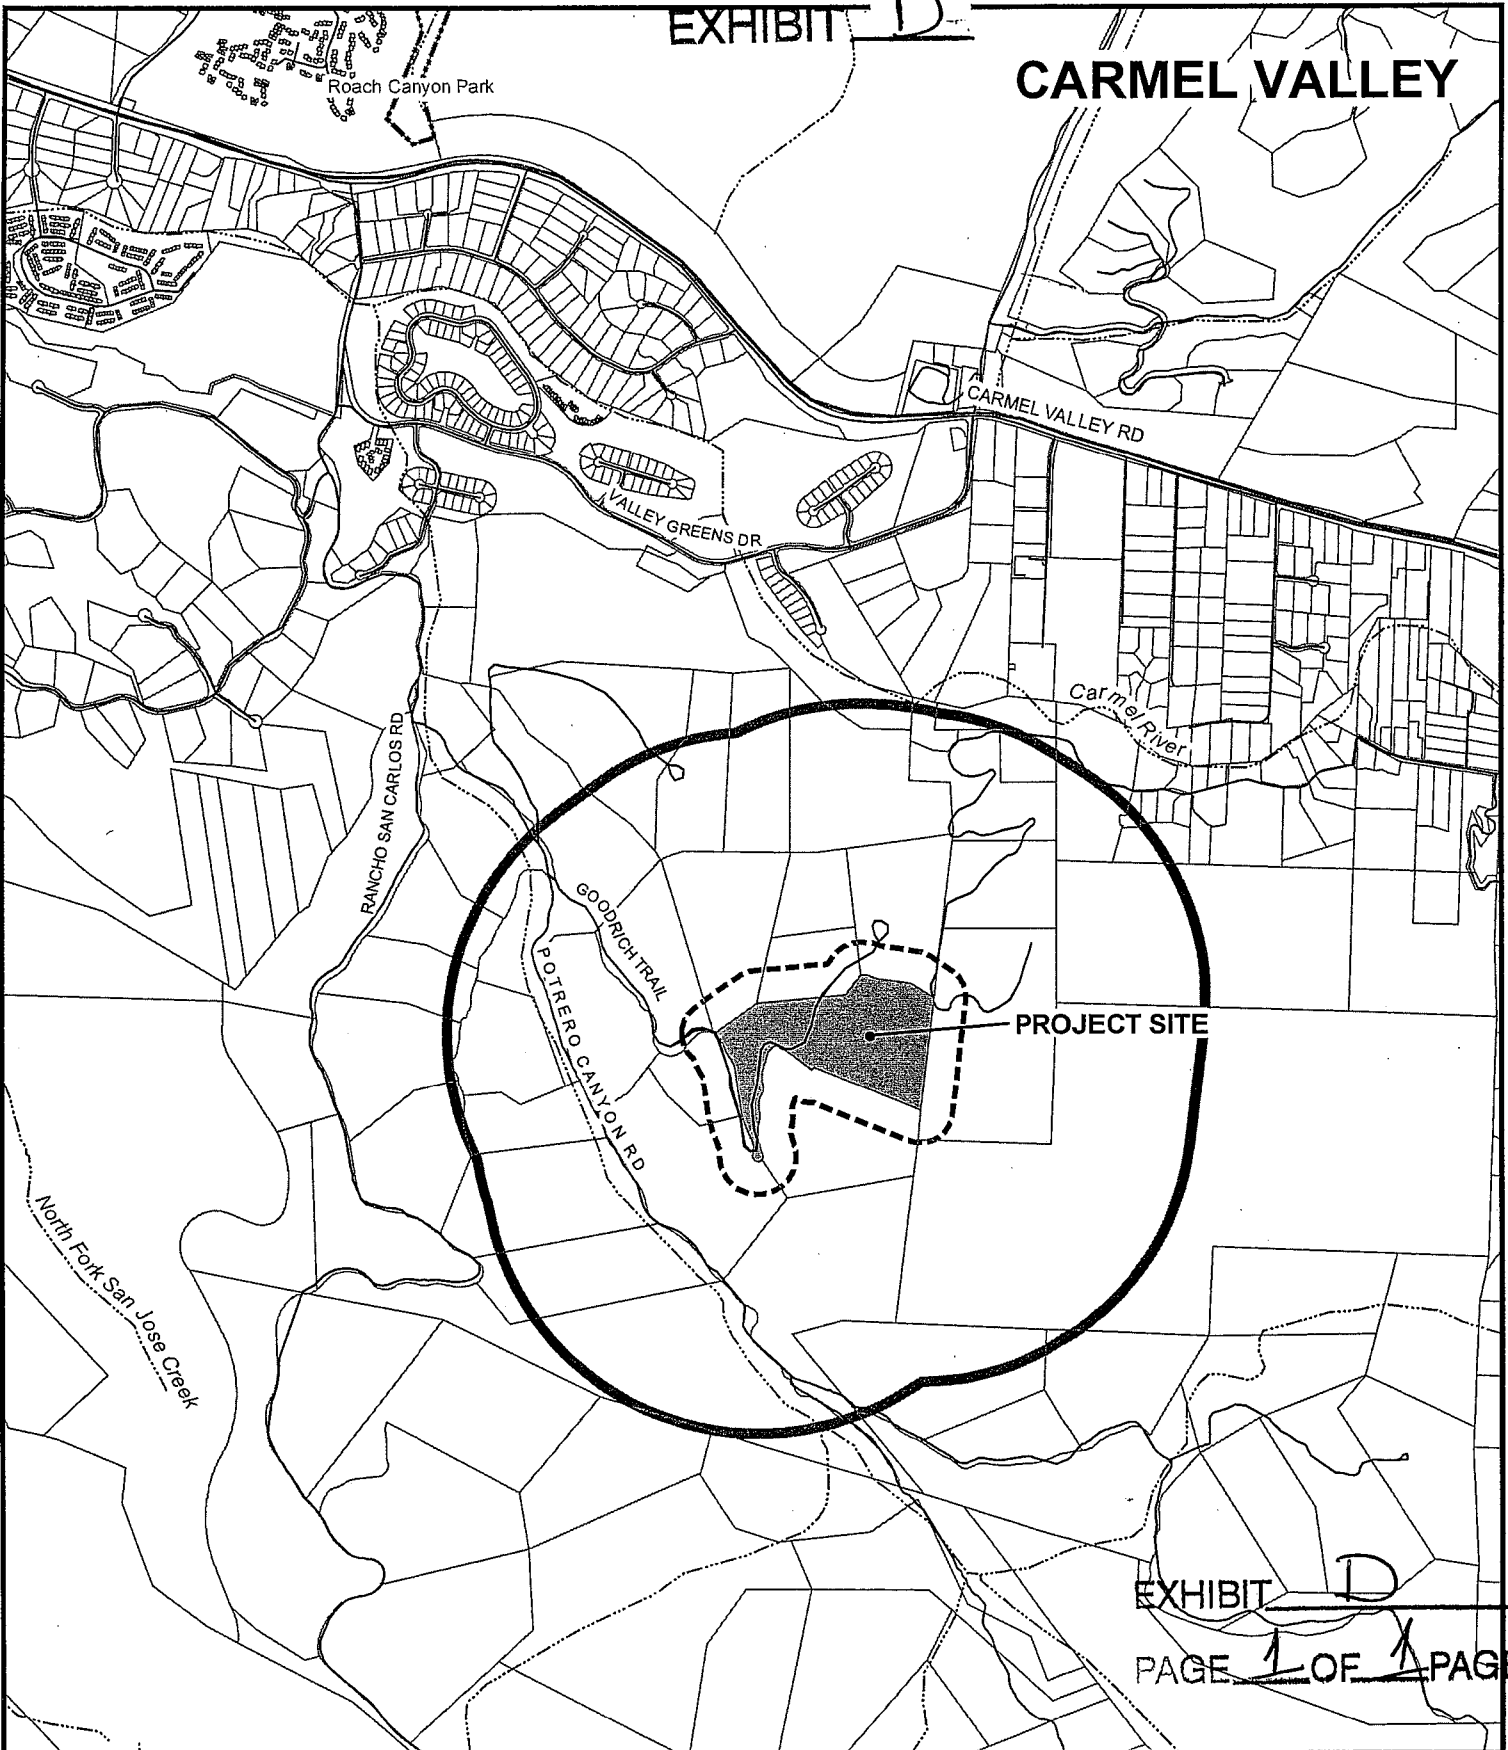 EXHIBIT D
CARMEL VALLEY
Roach Canyon Park
CARMEL VALLEY RD
VALLEY GREENS DR
Carmel River
RANCHO SAN CARLOS RD
GOODRICH TRAIL
POTRERO CANYON RD
PROJECT SITE
North Fork San Jose Creek
EXHIBIT D
PAGE 1 OF 1 PAGE